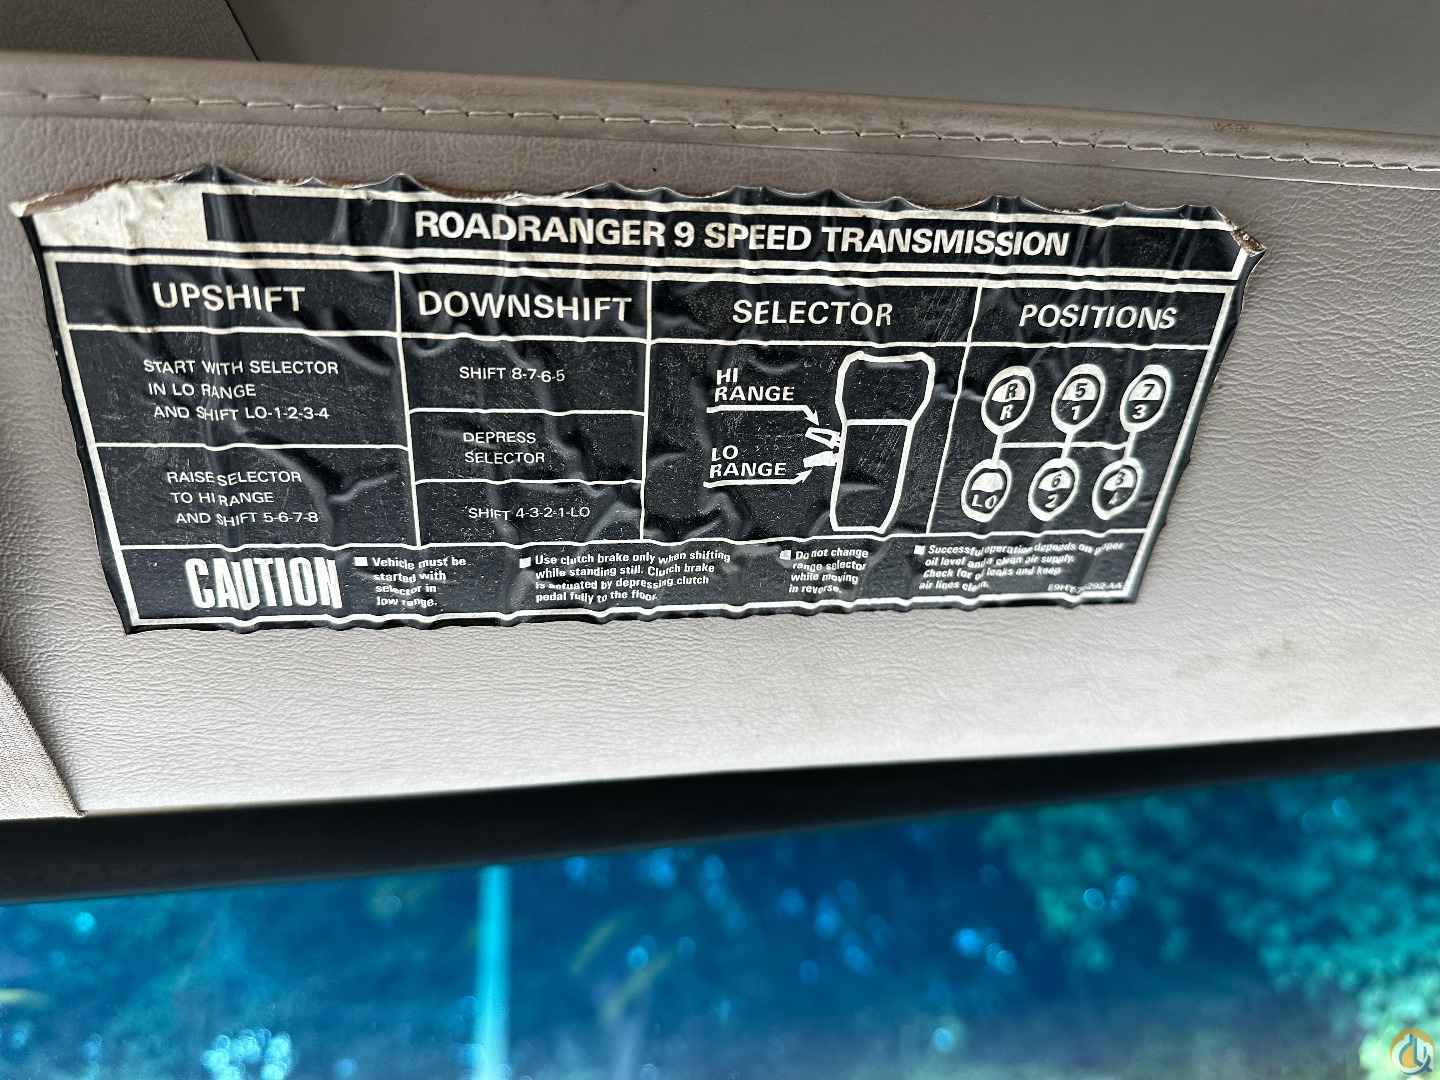 ROADRANGER 9 SPEED TRANSMISSION
UPSHIFT
START WITH SELECTOR
IN LO RANGE
AND SHIFT LO-1-2-3-4
RAISE SELECTOR
TO HI RANGE
AND SHIFT 5-6-7-8
DOWNSHIFT
SHIFT 8-7-6-5
DEPRESS
SELECTOR
SHIFT 4-3-2-1-LO
SELECTOR
HI
RANGE
LO
RANGE
POSITIONS
R 5 7
R 1 3
6
LO 2 4
CAUTION
Vehicle must be
started with
selector in
low range.
Use clutch brake only when shifting
while standing still. Clutch brake
is actuated by depressing clutch
pedal fully to the floor.
Do not change
range selector
while moving
in reverse.
Successful operation depends on proper
oil level and a clean air supply.
Check for oil leaks and keep
air lines